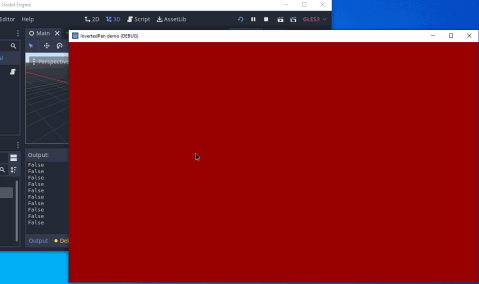 Godot Engine
Editor Help
2D 3D Script AssetLib
GLES3
Main
InvertedPen demo (DEBUG)
Perspective
Output:
False
False
False
False
False
False
False
False
False
False
Output